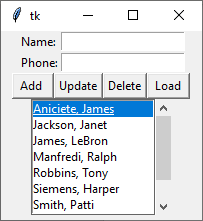 tk
Name:
Phone:
Add Update Delete Load
Aniciete, James
Jackson, Janet
James, LeBron
Manfredi, Ralph
Robbins, Tony
Siemens, Harper
Smith, Patti